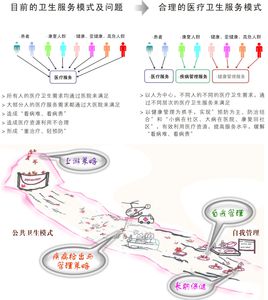 目前的卫生服务模式及问题
合理的医疗卫生服务模式
患者
康复人群
健、亚健康、高危人群
患者
康复人群
健、亚健康、高危人群
医疗服务
医疗服务
疾病管理服务
健康管理服务
> 所有人的医疗卫生需求均通过医院来满足
> 大部分人的医疗服务需求都通过大医院来满足
> 造成“看病难、看病贵”
> 造成医疗资源利用不合理
> 形成“重治疗、轻预防”
> 以人为中心，不同人的不同的医疗卫生需求，通
过不同层次的医疗卫生服务来满足
> 以健康管理为抓手，实现“预防为主、防治结
合”和“小病在社区、大病在医院、康复回社
区”，有效利用医疗资源，提高服务水平，缓解
“看病难、看病贵”
上游策略
公共卫生模式
自我管理
自我管理
疾病给出与
管理策略
长期保健